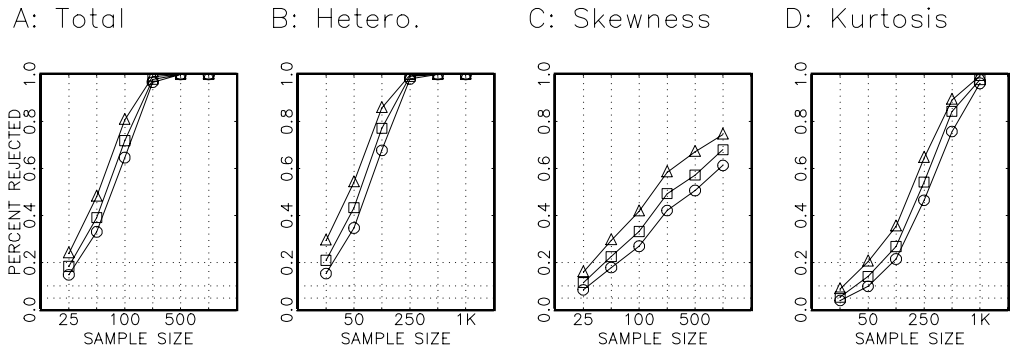 A: Total
B: Hetero.
C: Skewness
D: Kurtosis
PERCENT REJECTED
0.0 0.2 0.4 0.6 0.8 1.0
25 100 500
SAMPLE SIZE
0.0 0.2 0.4 0.6 0.8 1.0
50 250 1K
SAMPLE SIZE
0.0 0.2 0.4 0.6 0.8 1.0
25 100 500
SAMPLE SIZE
0.0 0.2 0.4 0.6 0.8 1.0
50 250 1K
SAMPLE SIZE